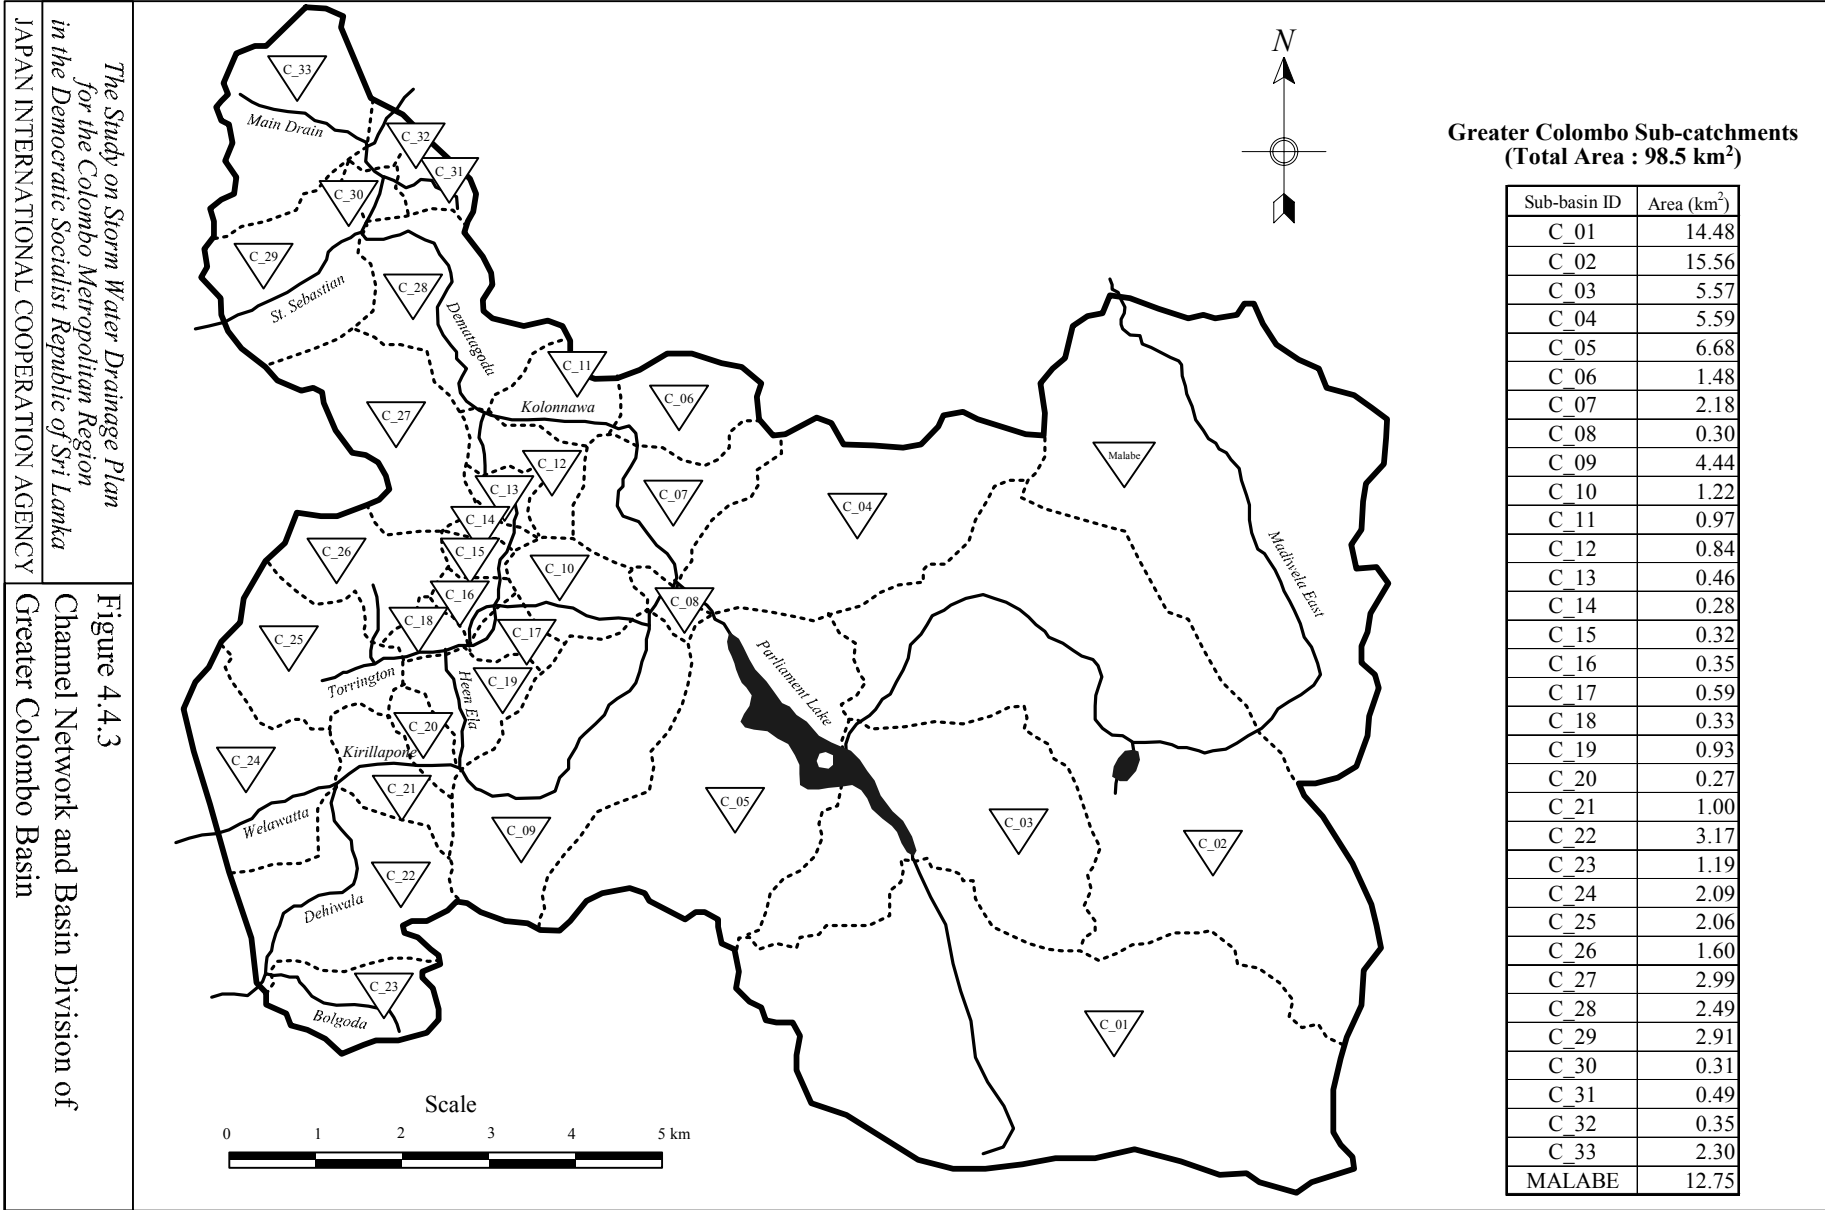 The Study on Storm Water Drainage Plan
for the Colombo Metropolitan Region
in the Democratic Socialist Republic of Sri Lanka
JAPAN INTERNATIONAL COOPERATION AGENCY
Figure 4.4.3
Channel Network and Basin Division of
Greater Colombo Basin
N
C_33
Main Drain
C_32
C_31
C_30
C_29
St. Sebastian
C_28
Dematagoda
C_11
Kolonnawa
C_06
C_27
C_12
C_13
C_07
C_14
C_04
Malabe
C_26
C_15
C_10
Madiwela East
C_16
C_08
C_18
C_17
C_25
Torrington
Heen Ela
C_19
Parliament Lake
C_20
Kirillapone
C_24
C_21
Welawatta
C_05
C_09
C_03
C_02
C_22
Dehiwala
C_23
Bolgoda
C_01
Scale
0 1 2 3 4 5 km
Greater Colombo Sub-catchments
(Total Area : 98.5 km²)
Sub-basin ID Area (km²)
C_01 14.48
C_02 15.56
C_03 5.57
C_04 5.59
C_05 6.68
C_06 1.48
C_07 2.18
C_08 0.30
C_09 4.44
C_10 1.22
C_11 0.97
C_12 0.84
C_13 0.46
C_14 0.28
C_15 0.32
C_16 0.35
C_17 0.59
C_18 0.33
C_19 0.93
C_20 0.27
C_21 1.00
C_22 3.17
C_23 1.19
C_24 2.09
C_25 2.06
C_26 1.60
C_27 2.99
C_28 2.49
C_29 2.91
C_30 0.31
C_31 0.49
C_32 0.35
C_33 2.30
MALABE 12.75